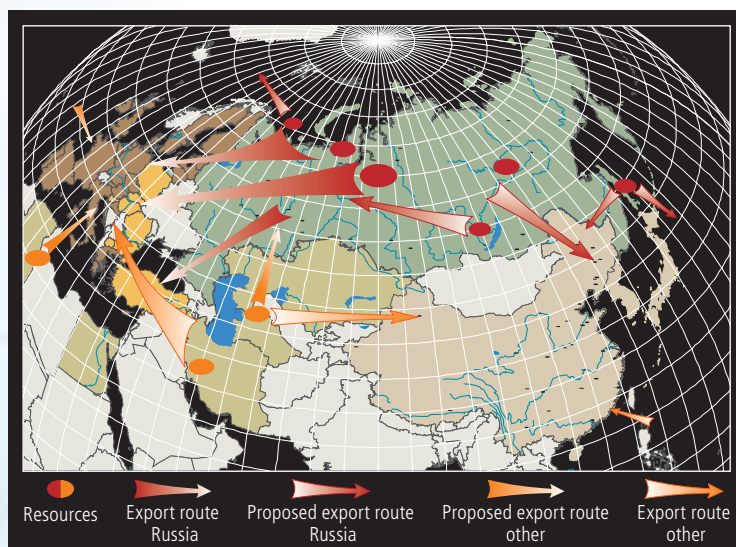 Resources
Export route
Russia
Proposed export route
Russia
Proposed export route
other
Export route
other